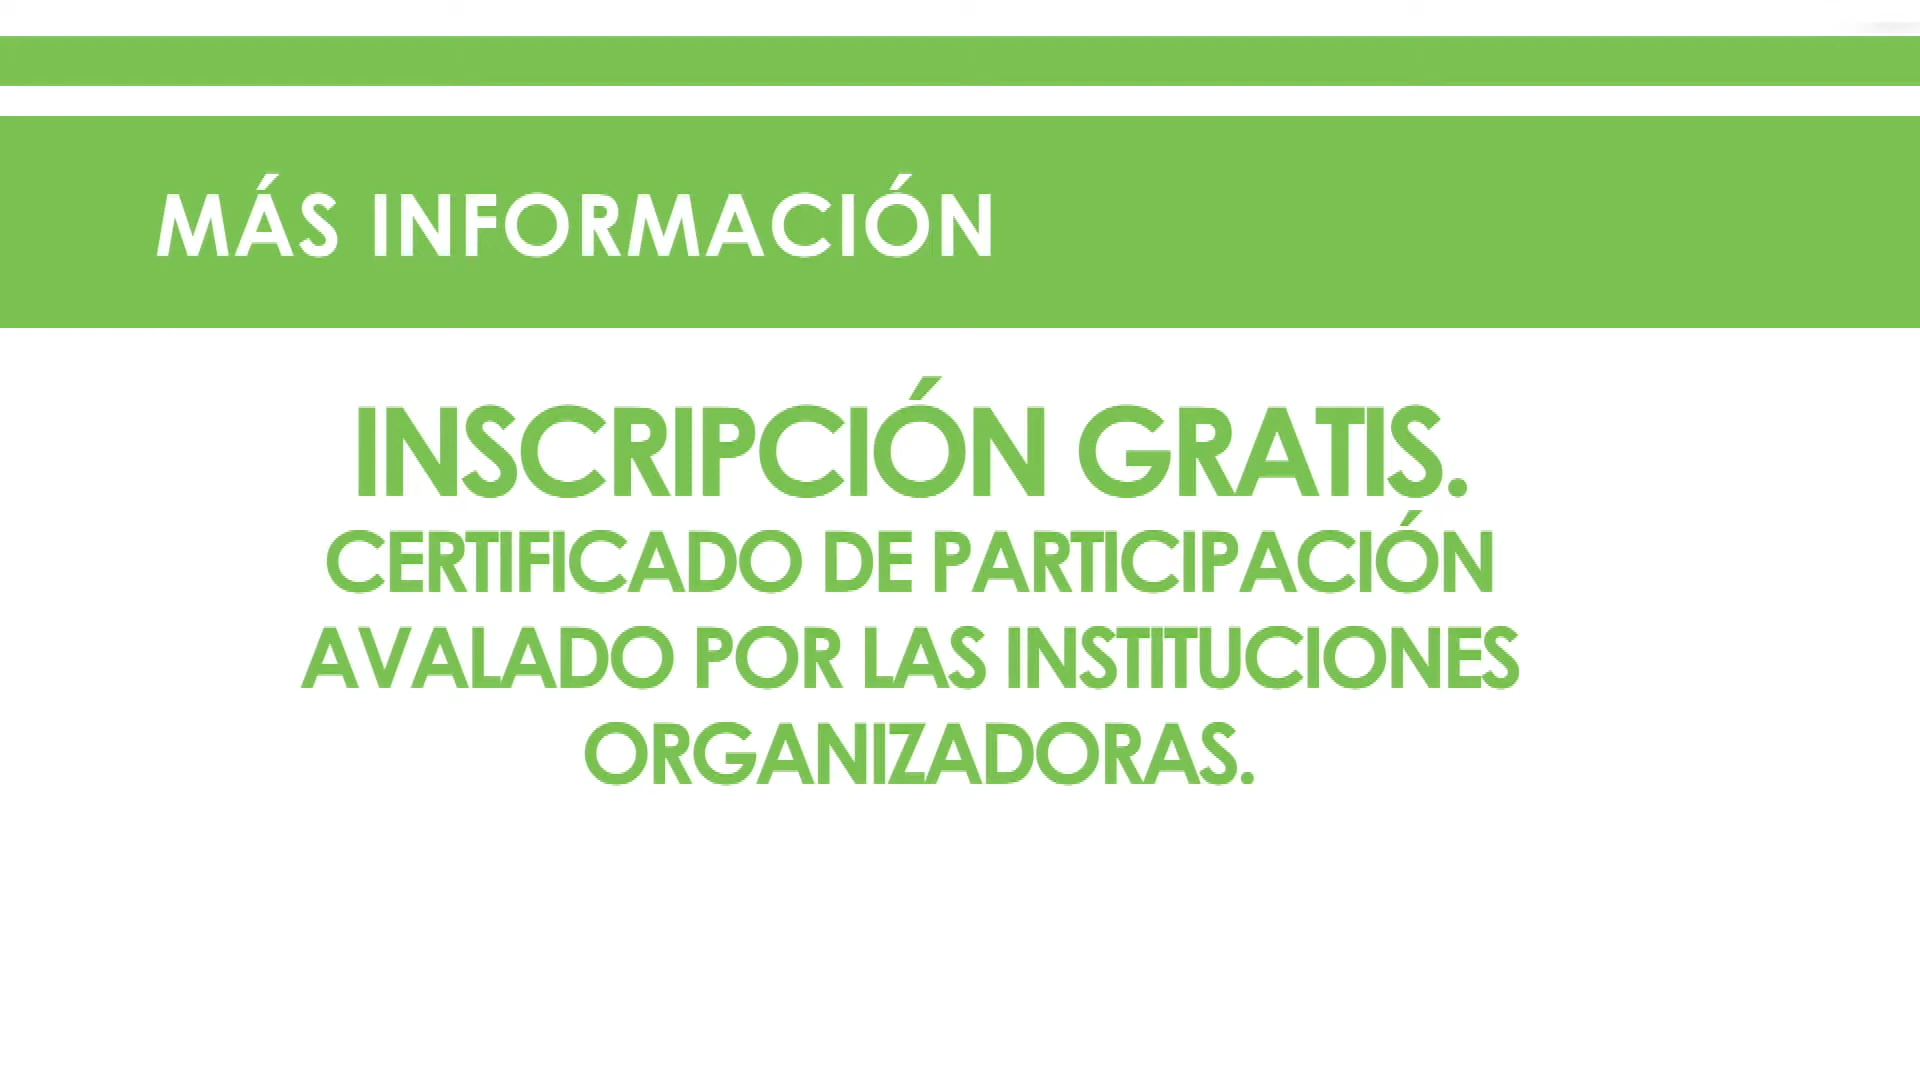 MÁS INFORMACIÓN
INSCRIPCIÓN GRATIS.
CERTIFICADO DE PARTICIPACIÓN
AVALADO POR LAS INSTITUCIONES
ORGANIZADORAS.